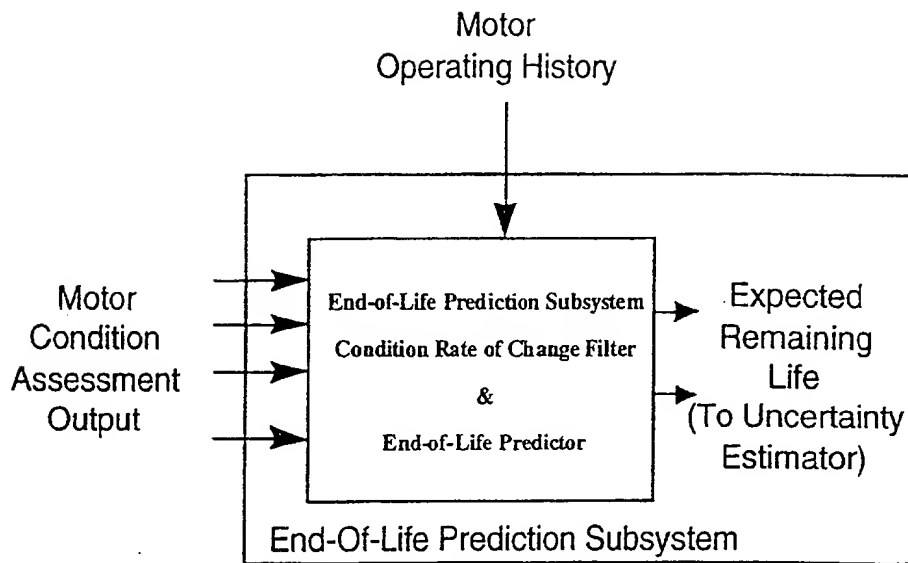 Motor
Operating History
Motor
Condition
Assessment
Output
End-of-Life Prediction Subsystem
Condition Rate of Change Filter
&
End-of-Life Predictor
Expected
Remaining
Life
(To Uncertainty
Estimator)
End-Of-Life Prediction Subsystem